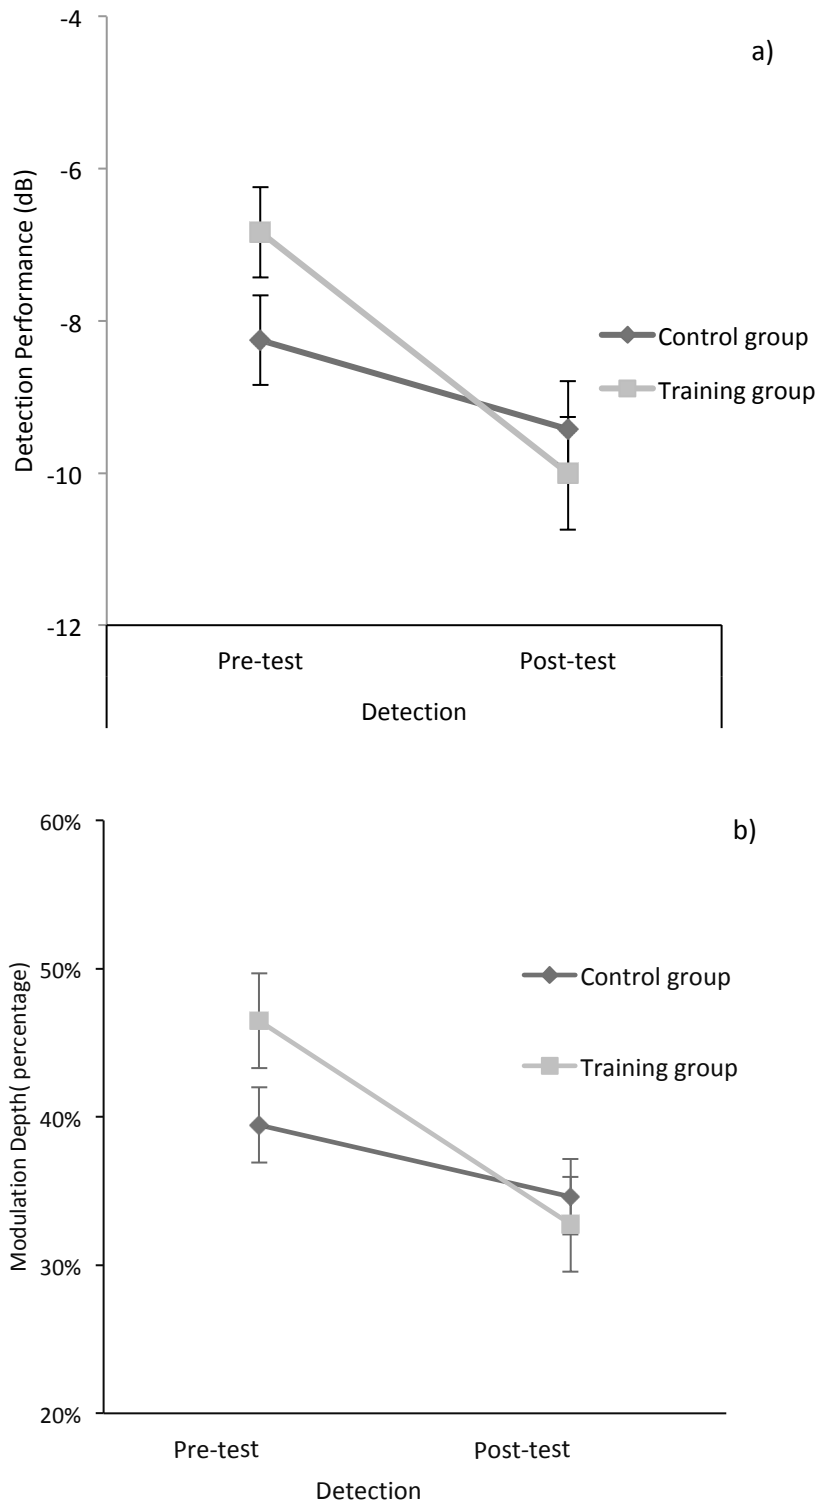 -4
a)
-6
Detection Performance (dB)
-8
Control group
Training group
-10
-12
Pre-test Post-test
Detection
60%
b)
50%
Control group
Modulation Depth( percentage)
Training group
40%
30%
20%
Pre-test Post-test
Detection